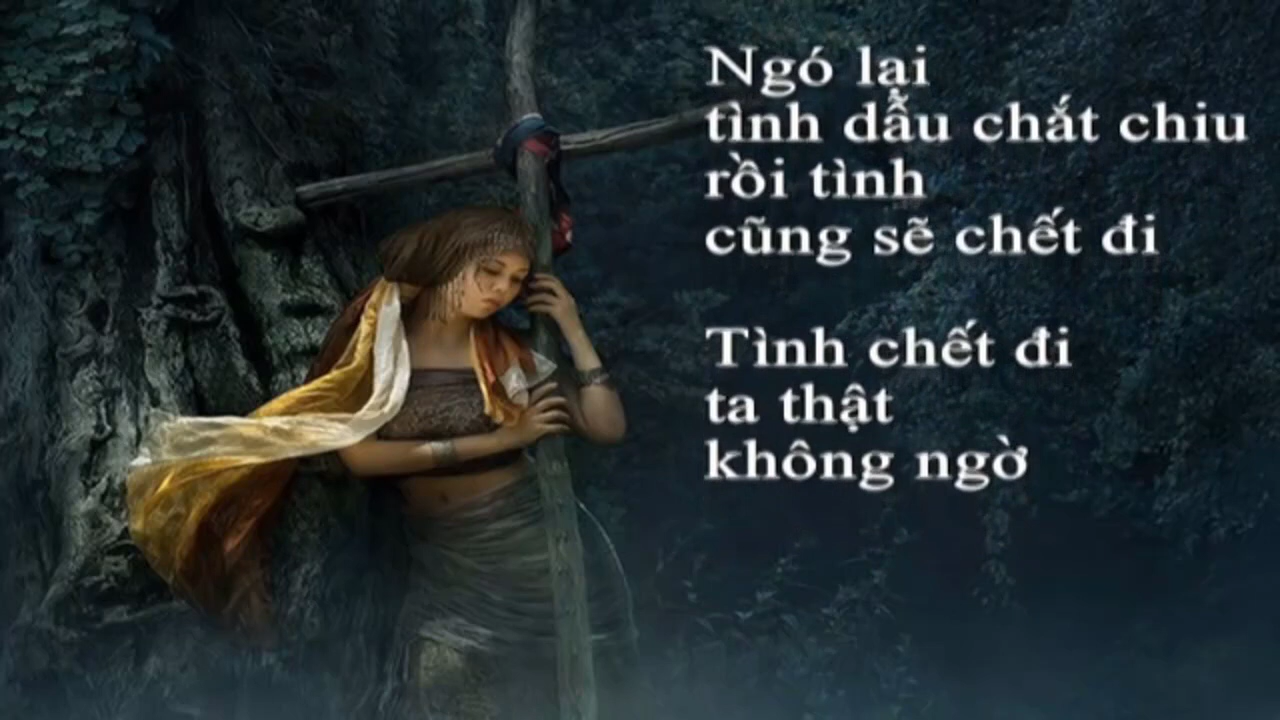 Ngó lại
tình dẫu chắt chiu
rồi tình
cũng sẽ chết đi
Tình chết đi
ta thật
không ngờ